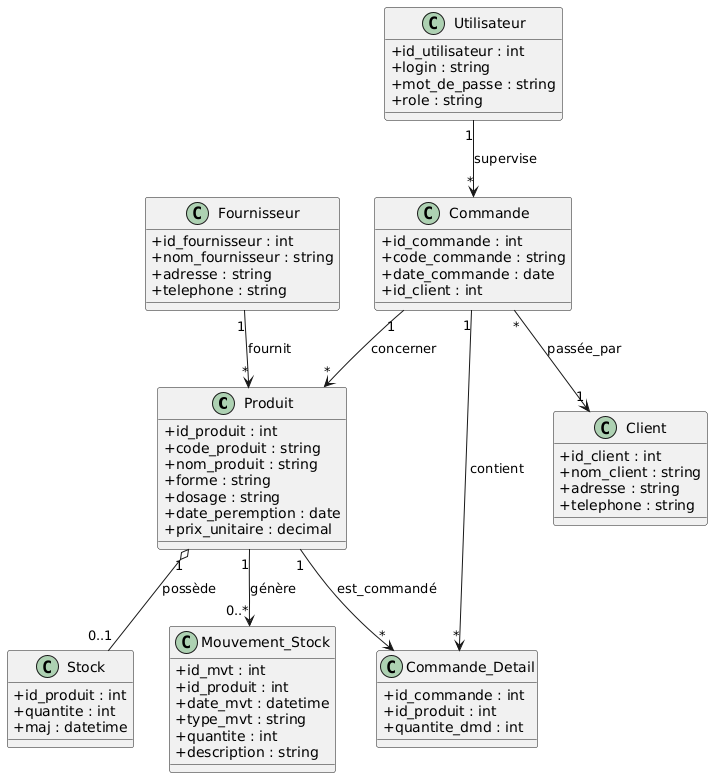 C Utilisateur
+id_utilisateur : int
+login : string
+mot_de_passe : string
+role : string
1
supervise
*
C Fournisseur
+id_fournisseur : int
+nom_fournisseur : string
+adresse : string
+telephone : string
C Commande
+id_commande : int
+code_commande : string
+date_commande : date
+id_client : int
1
fournit
*
1
concerner
*
1
contient
*
*
passée_par
1
C Produit
+id_produit : int
+code_produit : string
+nom_produit : string
+forme : string
+dosage : string
+date_peremption : date
+prix_unitaire : decimal
C Client
+id_client : int
+nom_client : string
+adresse : string
+telephone : string
1
possède
0..1
1
génère
0..*
1
est_commandé
*
C Stock
+id_produit : int
+quantite : int
+maj : datetime
C Mouvement_Stock
+id_mvt : int
+id_produit : int
+date_mvt : datetime
+type_mvt : string
+quantite : int
+description : string
C Commande_Detail
+id_commande : int
+id_produit : int
+quantite_dmd : int